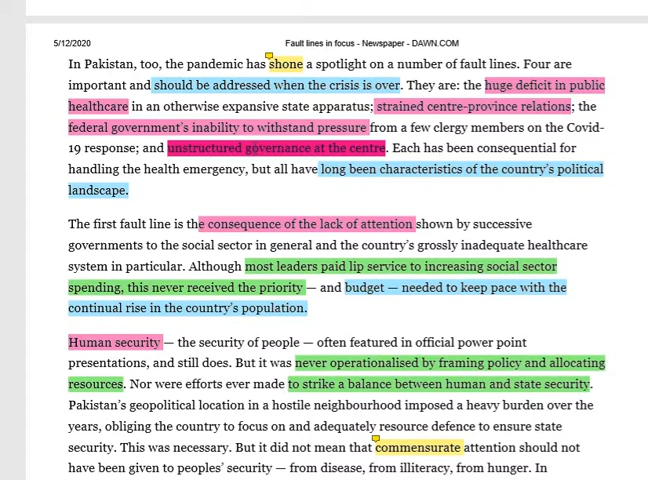 5/12/2020
Fault lines in focus - Newspaper - DAWN.COM
In Pakistan, too, the pandemic has shone a spotlight on a number of fault lines. Four are
important and should be addressed when the crisis is over. They are: the huge deficit in public
healthcare in an otherwise expansive state apparatus; strained centre-province relations; the
federal government's inability to withstand pressure from a few clergy members on the Covid-
19 response; and unstructured governance at the centre. Each has been consequential for
handling the health emergency, but all have long been characteristics of the country's political
landscape.
The first fault line is the consequence of the lack of attention shown by successive
governments to the social sector in general and the country's grossly inadequate healthcare
system in particular. Although most leaders paid lip service to increasing social sector
spending, this never received the priority — and budget — needed to keep pace with the
continual rise in the country's population.
Human security — the security of people — often featured in official power point
presentations, and still does. But it was never operationalised by framing policy and allocating
resources. Nor were efforts ever made to strike a balance between human and state security.
Pakistan's geopolitical location in a hostile neighbourhood imposed a heavy burden over the
years, obliging the country to focus on and adequately resource defence to ensure state
security. This was necessary. But it did not mean that commensurate attention should not
have been given to peoples' security — from disease, from illiteracy, from hunger. In